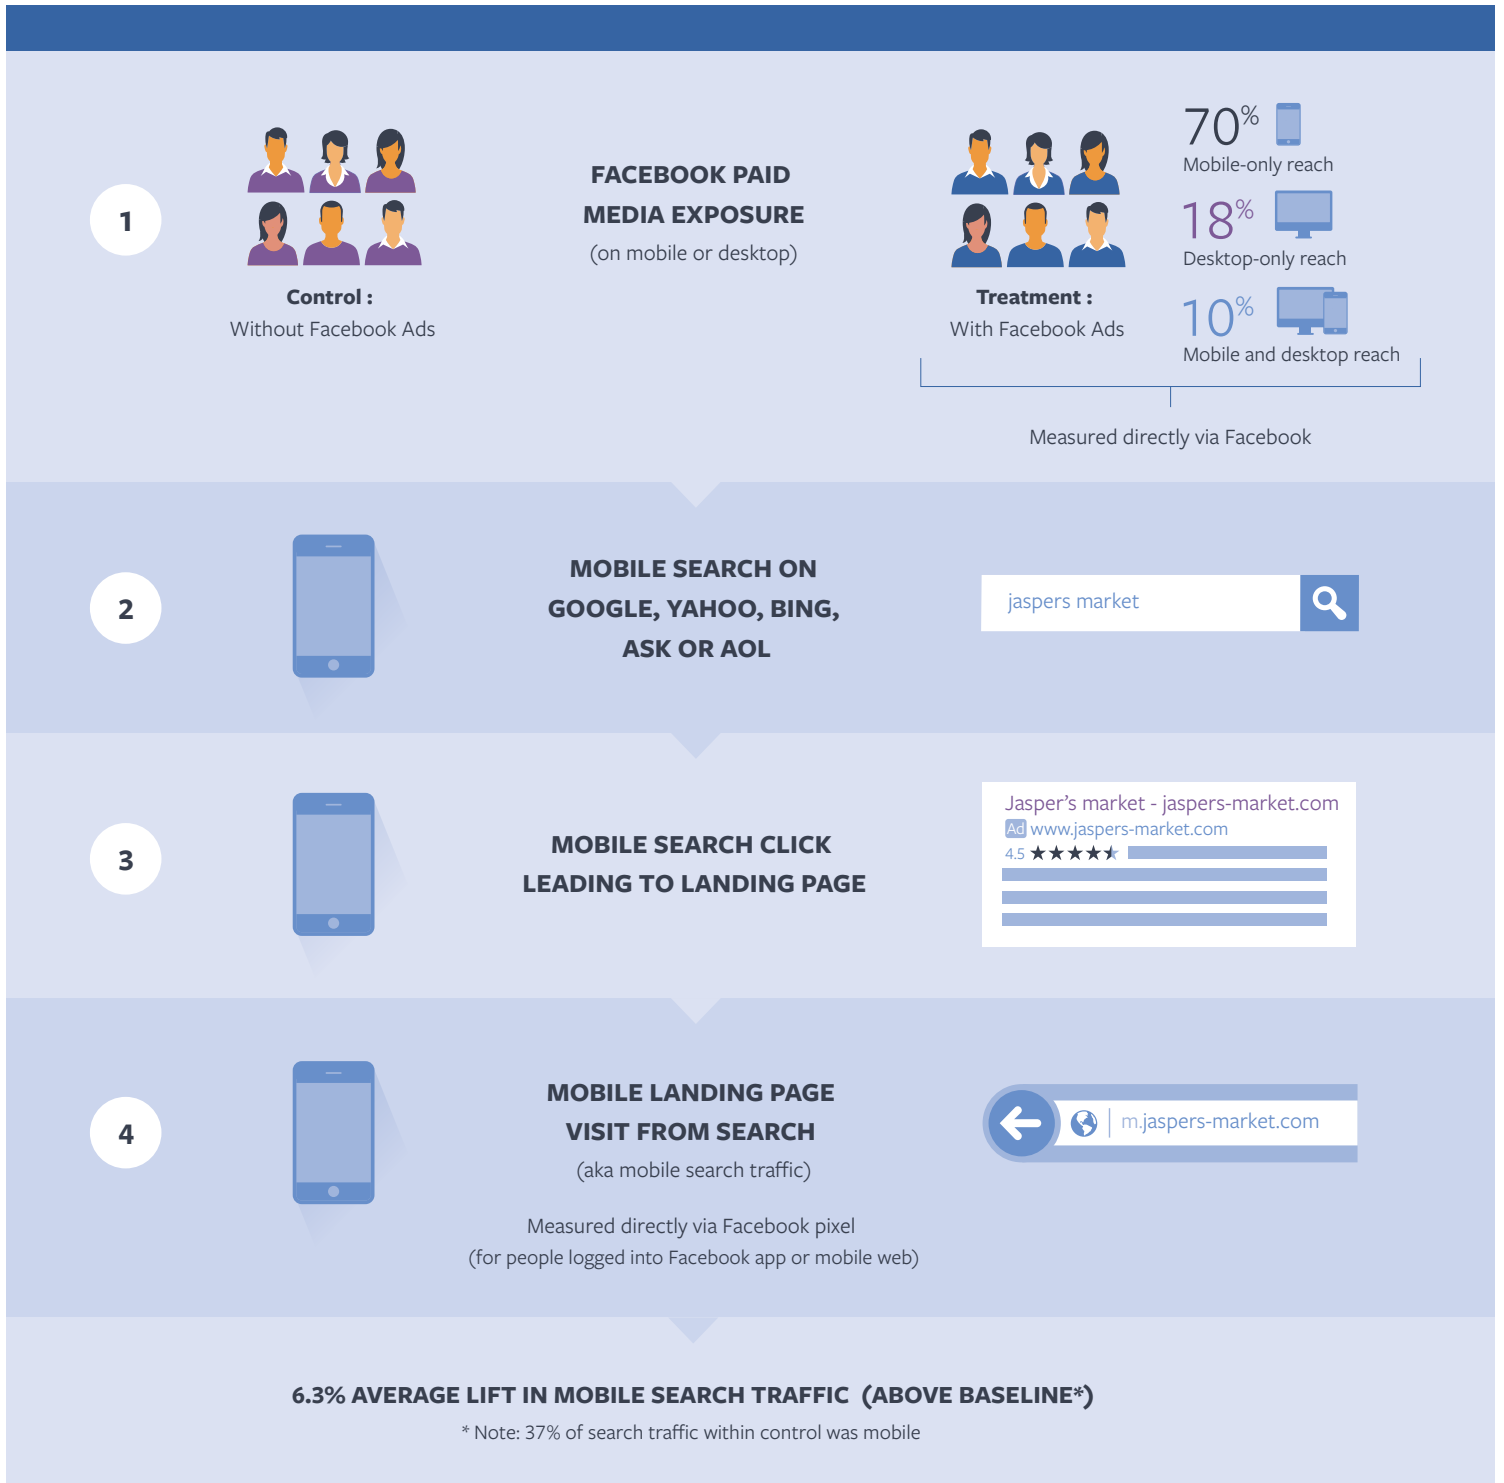 1
Control :
Without Facebook Ads
FACEBOOK PAID
MEDIA EXPOSURE
(on mobile or desktop)
Treatment :
With Facebook Ads
70%
Mobile-only reach
18%
Desktop-only reach
10%
Mobile and desktop reach
Measured directly via Facebook
2
MOBILE SEARCH ON
GOOGLE, YAHOO, BING,
ASK OR AOL
jaspers market
3
MOBILE SEARCH CLICK
LEADING TO LANDING PAGE
Jasper's market - jaspers-market.com
Ad www.jaspers-market.com
4.5
4
MOBILE LANDING PAGE
VISIT FROM SEARCH
(aka mobile search traffic)
Measured directly via Facebook pixel
(for people logged into Facebook app or mobile web)
m.jaspers-market.com
6.3% AVERAGE LIFT IN MOBILE SEARCH TRAFFIC (ABOVE BASELINE*)
* Note: 37% of search traffic within control was mobile